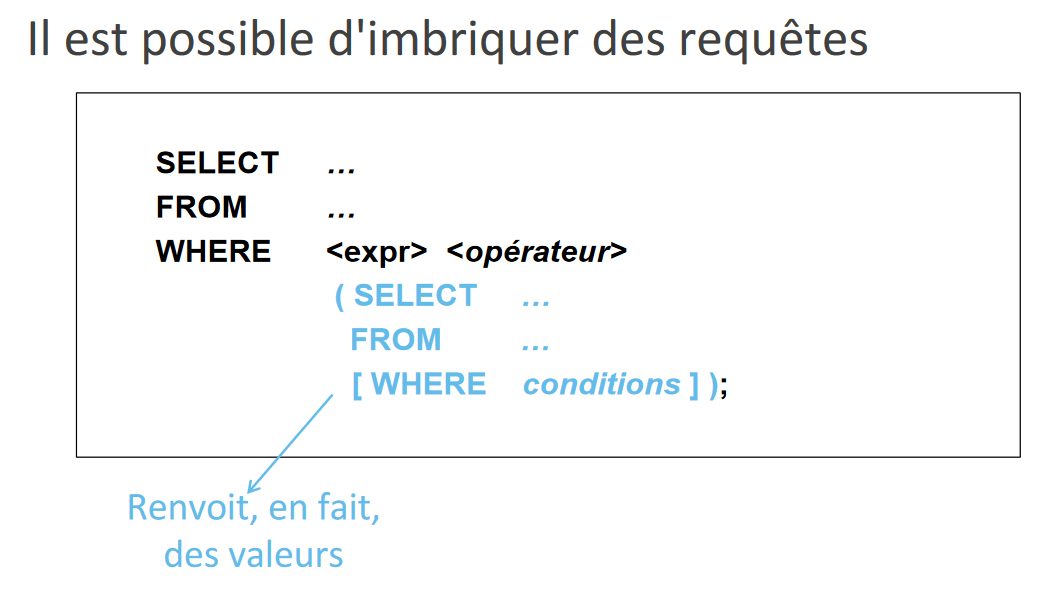 Il est possible d'imbriquer des requêtes
SELECT ...
FROM ...
WHERE <expr> <opérateur>
( SELECT ...
FROM ...
[ WHERE conditions ] );
Renvoit, en fait,
des valeurs